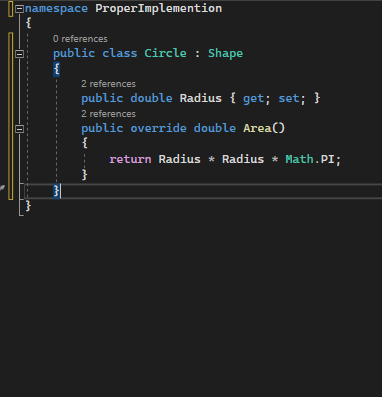 namespace ProperImplemention
{
0 references
public class Circle : Shape
{
2 references
public double Radius { get; set; }
2 references
public override double Area()
{
return Radius * Radius * Math.PI;
}
}
}